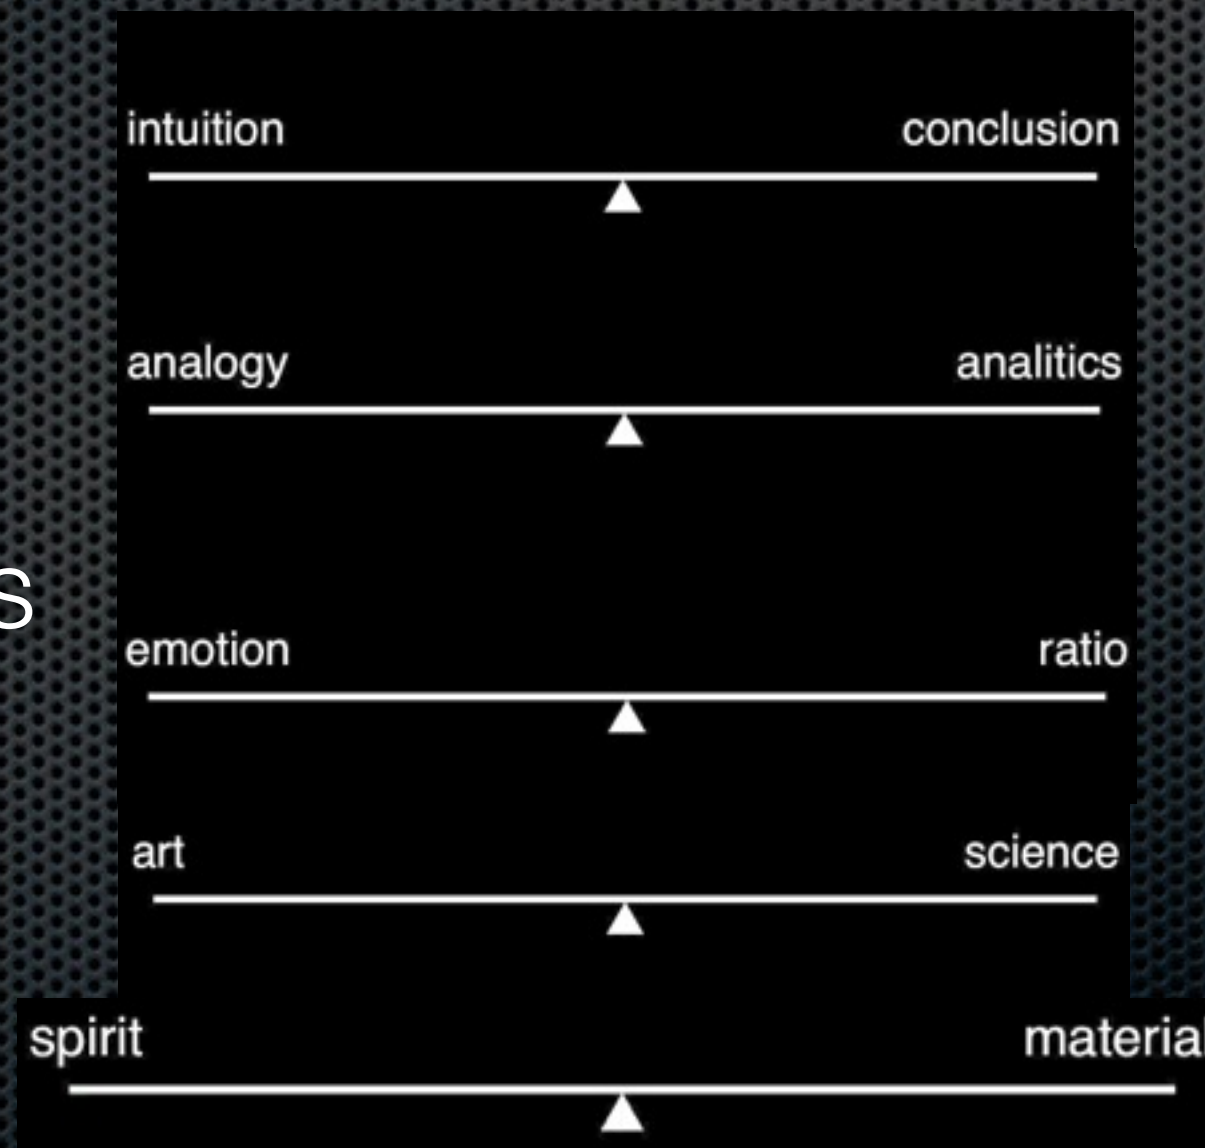 intuition conclusion
analogy analitics
s
emotion ratio
art science
spirit material